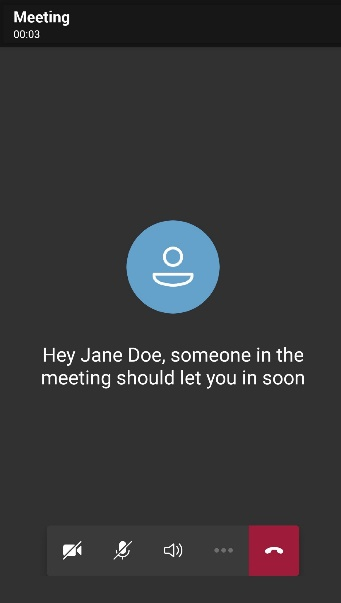 Meeting
00:03
Hey Jane Doe, someone in the
meeting should let you in soon